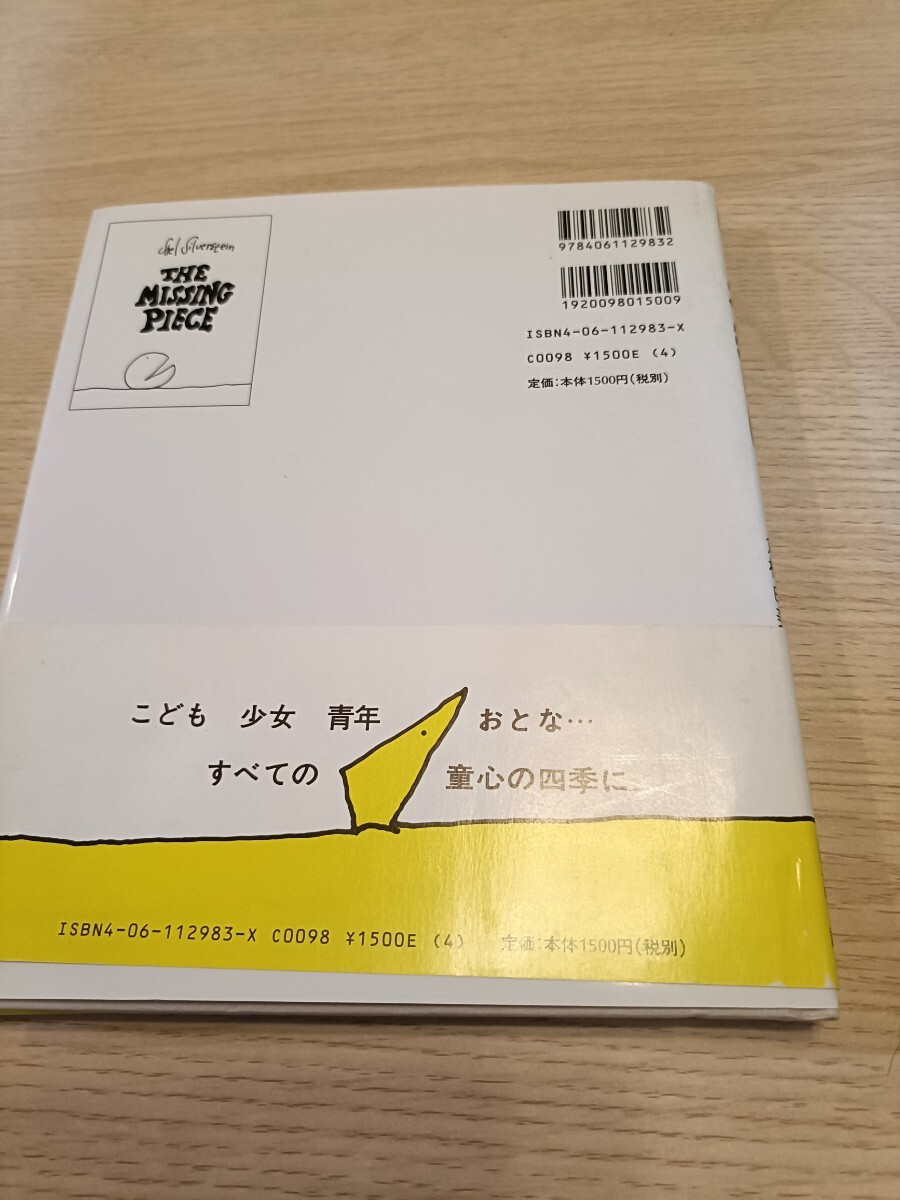 Shel Silverstein
THE
MISSING
PIECE
9784061129832
1920098015009
ISBN4-06-112983-X
C0098 ¥1500E (4)
定価:本体1500円(税別)
こども 少女 青年 おとな…
すべての 童心の四季に。
ISBN4-06-112983-X C0098 ¥1500E (4) 定価:本体1500円(税別)